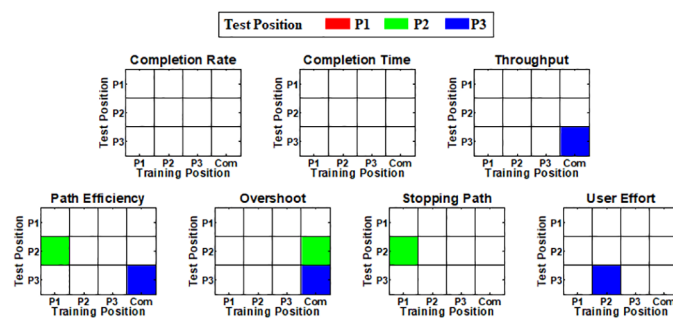 Test Position P1 P2 P3
Completion Rate
Test Position
P1
P2
P3
P1 P2 P3 Com
Training Position
Completion Time
Test Position
P1
P2
P3
P1 P2 P3 Com
Training Position
Throughput
Test Position
P1
P2
P3
P1 P2 P3 Com
Training Position
Path Efficiency
Test Position
P1
P2
P3
P1 P2 P3 Com
Training Position
Overshoot
Test Position
P1
P2
P3
P1 P2 P3 Com
Training Position
Stopping Path
Test Position
P1
P2
P3
P1 P2 P3 Com
Training Position
User Effort
Test Position
P1
P2
P3
P1 P2 P3 Com
Training Position